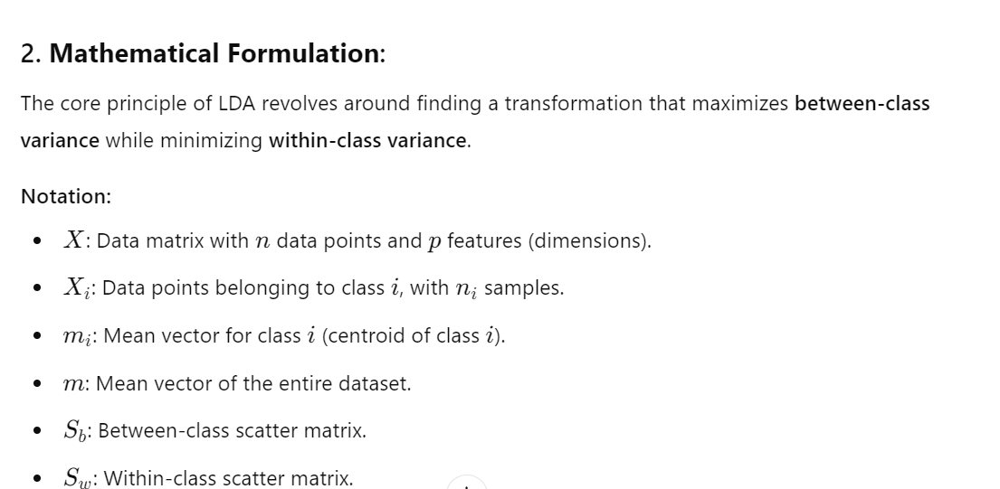 2. Mathematical Formulation:
The core principle of LDA revolves around finding a transformation that maximizes between-class
variance while minimizing within-class variance.
Notation:
• X: Data matrix with n data points and p features (dimensions).
• Xᵢ: Data points belonging to class i, with nᵢ samples.
• mᵢ: Mean vector for class i (centroid of class i).
• m: Mean vector of the entire dataset.
• S_b: Between-class scatter matrix.
• S_w: Within-class scatter matrix.